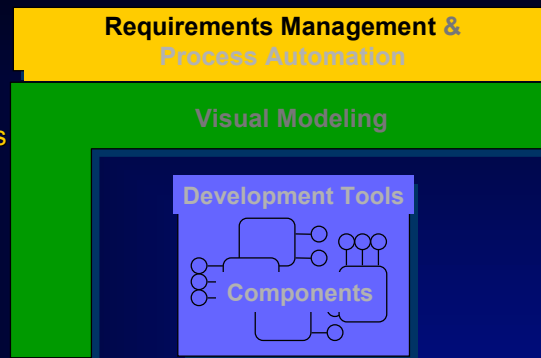 Requirements Management &
Process Automation
Visual Modeling
Development Tools
Components